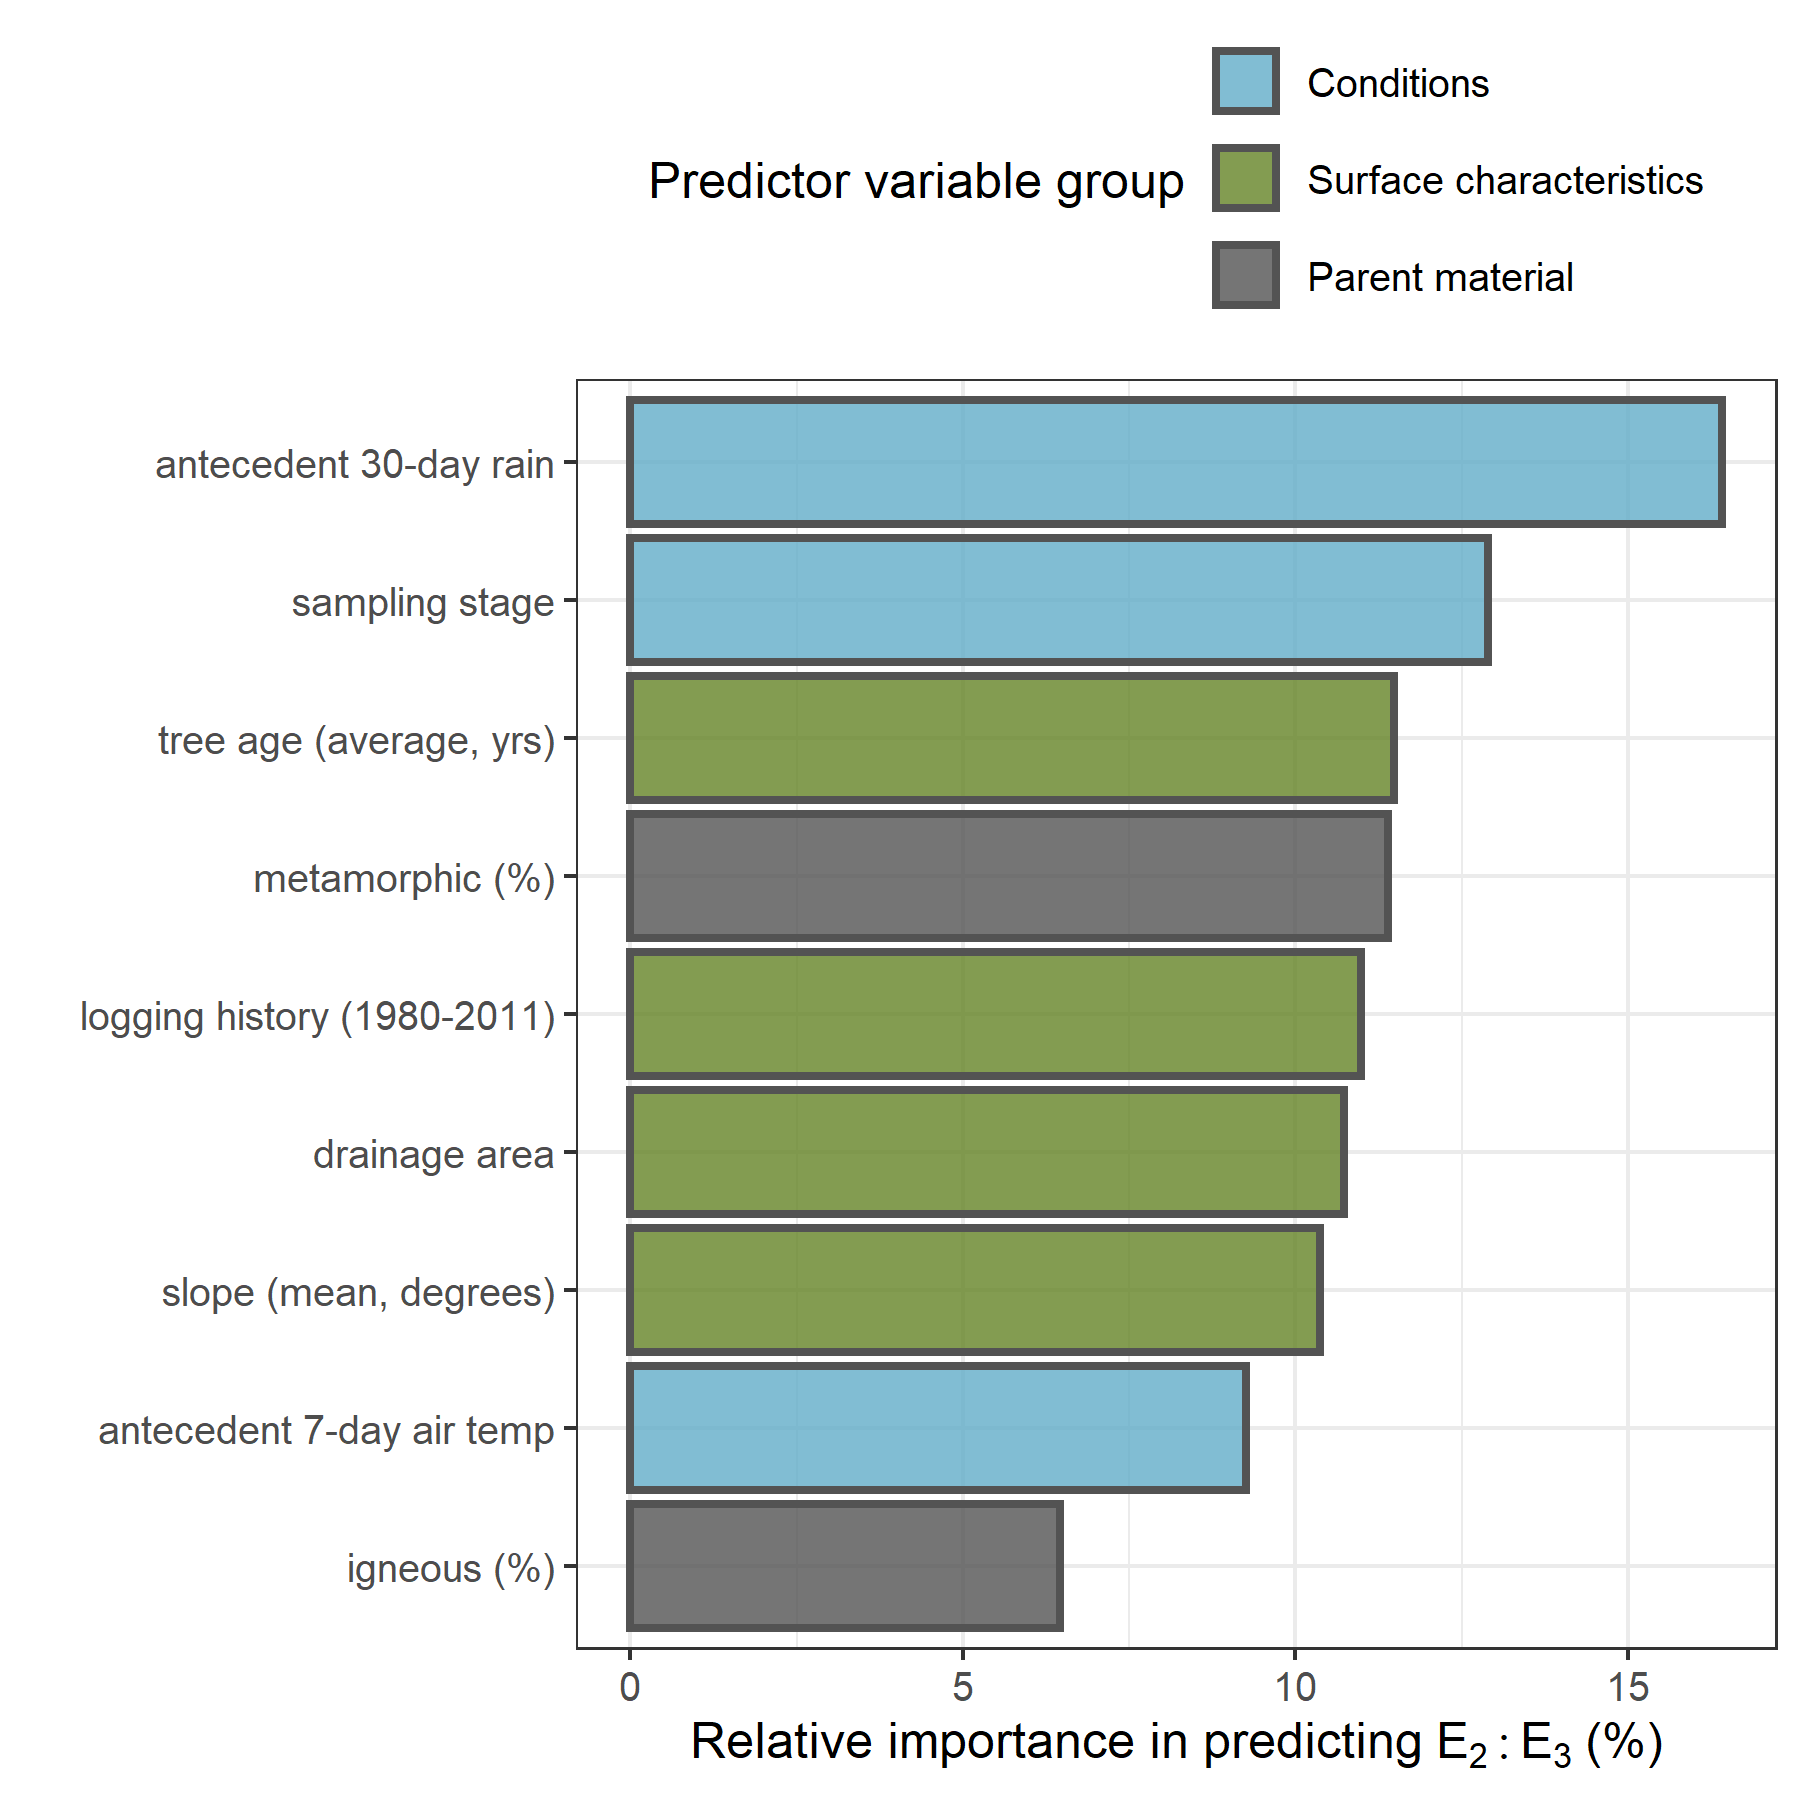 Conditions
Predictor variable group
Surface characteristics
Parent material
antecedent 30-day rain
sampling stage
tree age (average, yrs)
metamorphic (%)
logging history (1980-2011)
drainage area
slope (mean, degrees)
antecedent 7-day air temp
igneous (%)
0 5 10 15
Relative importance in predicting E₂ : E₃ (%)